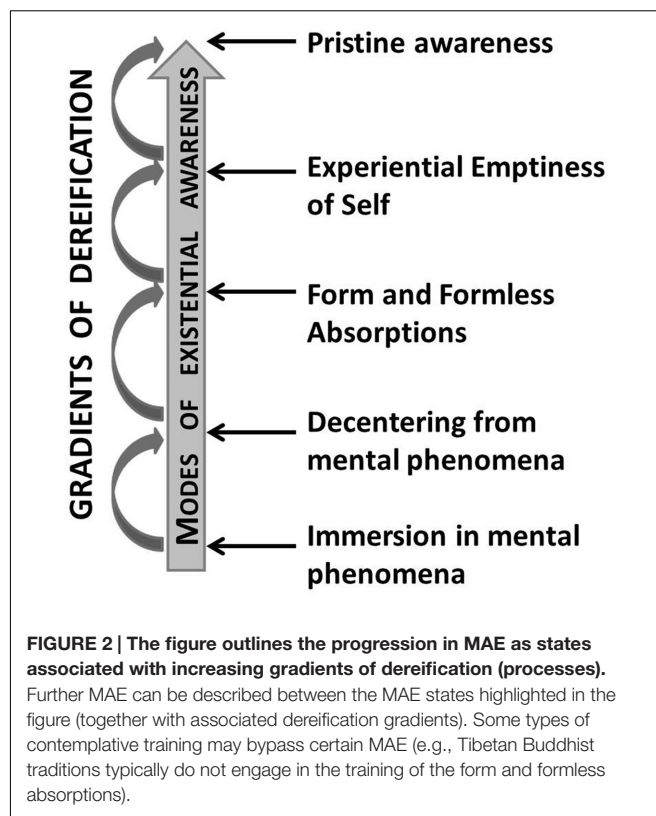 GRADIENTS OF DEREIFICATION
MODES OF EXISTENTIAL AWARENESS
Pristine awareness
Experiential Emptiness
of Self
Form and Formless
Absorptions
Decentering from
mental phenomena
Immersion in mental
phenomena
FIGURE 2 | The figure outlines the progression in MAE as states
associated with increasing gradients of dereification (processes).
Further MAE can be described between the MAE states highlighted in the
figure (together with associated dereification gradients). Some types of
contemplative training may bypass certain MAE (e.g., Tibetan Buddhist
traditions typically do not engage in the training of the form and formless
absorptions).